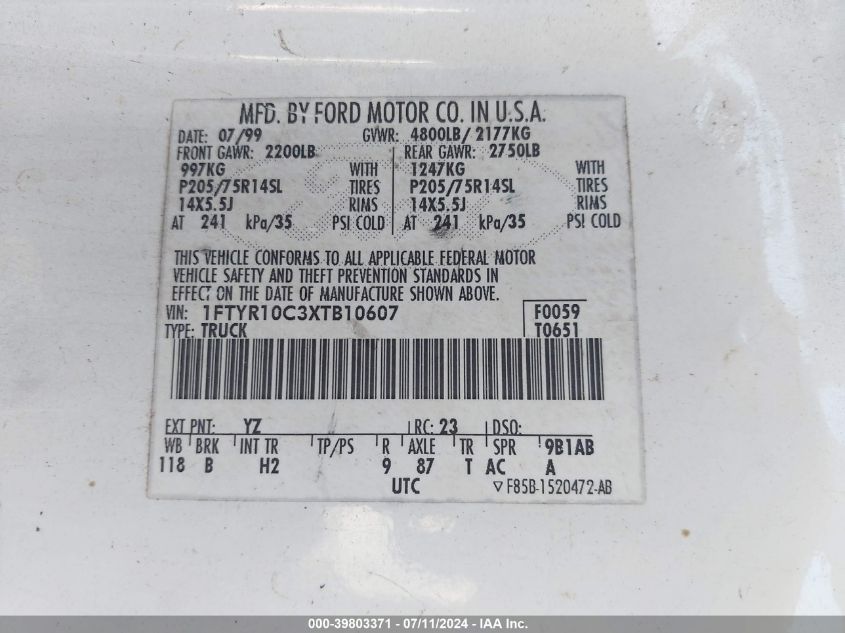 MFD. BY FORD MOTOR CO. IN U.S.A.
DATE: 07/99 GVWR: 4800LB/ 2177KG
FRONT GAWR: 2200LB REAR GAWR: 2750LB
997KG WITH 1247KG WITH
P205/75R14SL TIRES P205/75R14SL TIRES
14X5.5J RIMS 14X5.5J RIMS
AT 241 kPa/35 PSI COLD AT 241 kPa/35 PSI COLD
THIS VEHICLE CONFORMS TO ALL APPLICABLE FEDERAL MOTOR
VEHICLE SAFETY AND THEFT PREVENTION STANDARDS IN
EFFECT ON THE DATE OF MANUFACTURE SHOWN ABOVE.
VIN: 1FTYR10C3XTB10607 F0059
TYPE: TRUCK T0651
EXT PNT: YZ RC: 23 DSO:
WB BRK INT TR TP/PS R AXLE TR SPR 9B1AB
118 B H2 9 87 T AC A
UTC ▽ F85B-1520472-AB
000-39803371 - 07/11/2024 - IAA Inc.